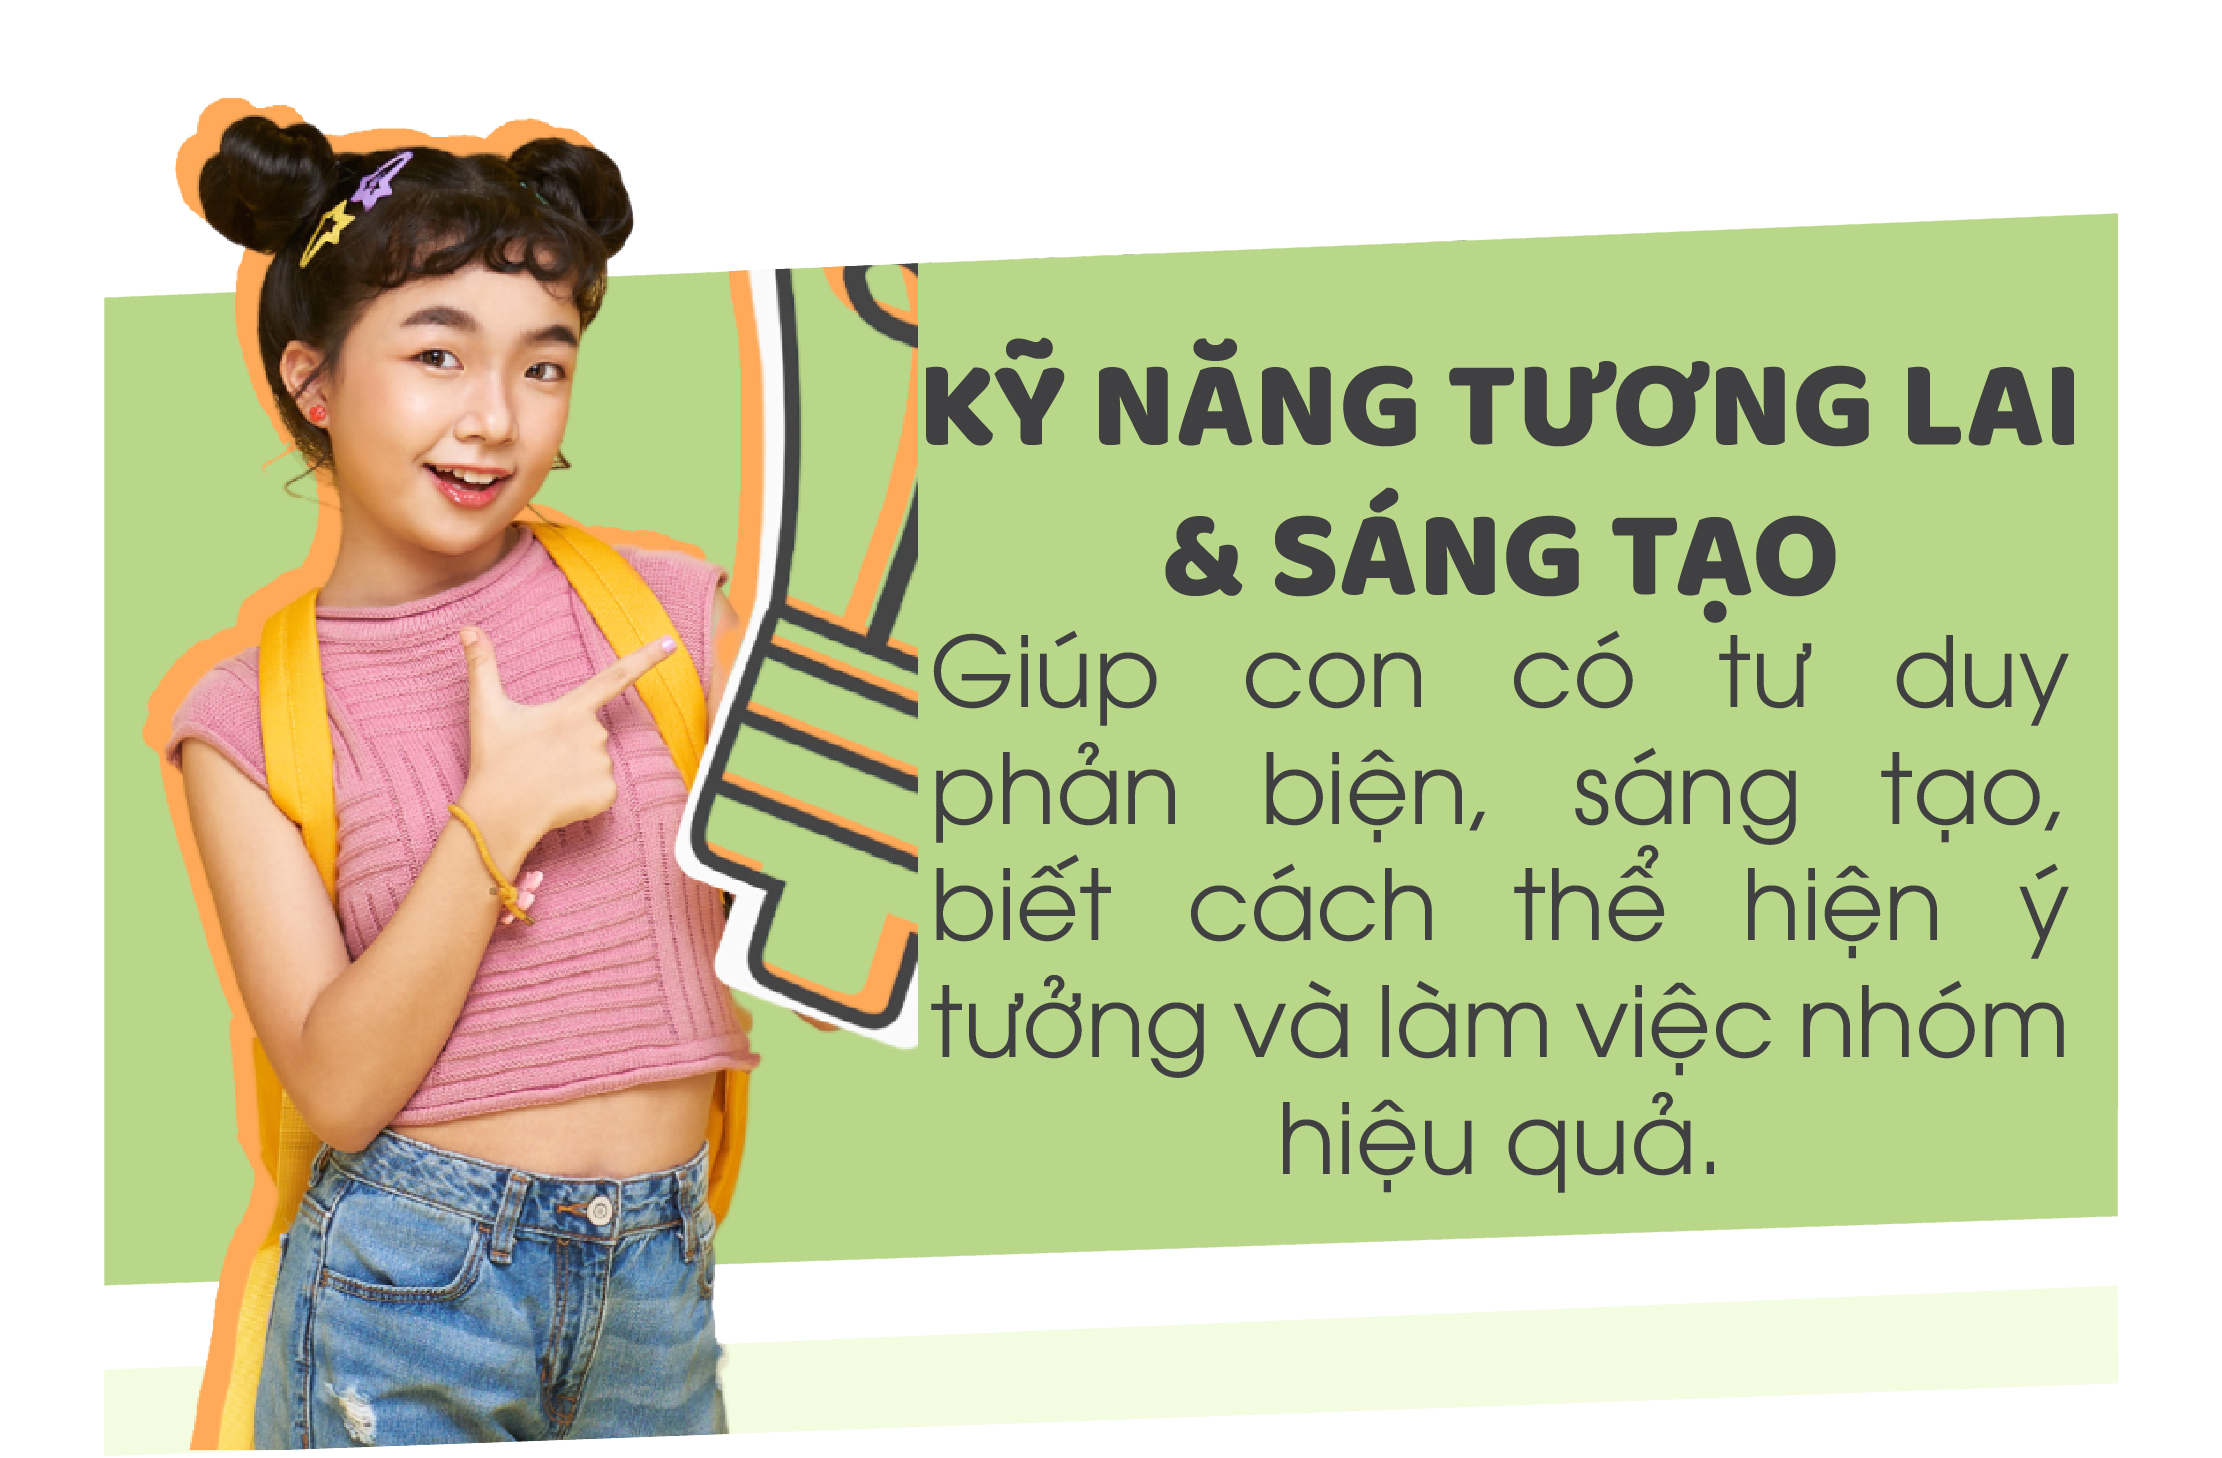 KỸ NĂNG TƯƠNG LAI
& SÁNG TẠO
Giúp con có tư duy
phản biện, sáng tạo,
biết cách thể hiện ý
tưởng và làm việc nhóm
hiệu quả.